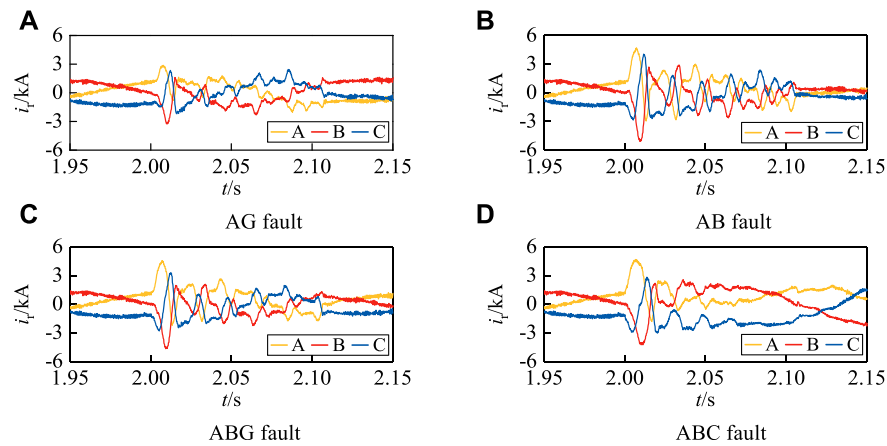 A
6
3
0
-3
-6
i_r/kA
A B C
1.95 2.00 2.05 2.10 2.15
t/s
AG fault
B
6
3
0
-3
-6
i_r/kA
A B C
1.95 2.00 2.05 2.10 2.15
t/s
AB fault
C
6
3
0
-3
-6
i_r/kA
A B C
1.95 2.00 2.05 2.10 2.15
t/s
ABG fault
D
6
3
0
-3
-6
i_r/kA
A B C
1.95 2.00 2.05 2.10 2.15
t/s
ABC fault